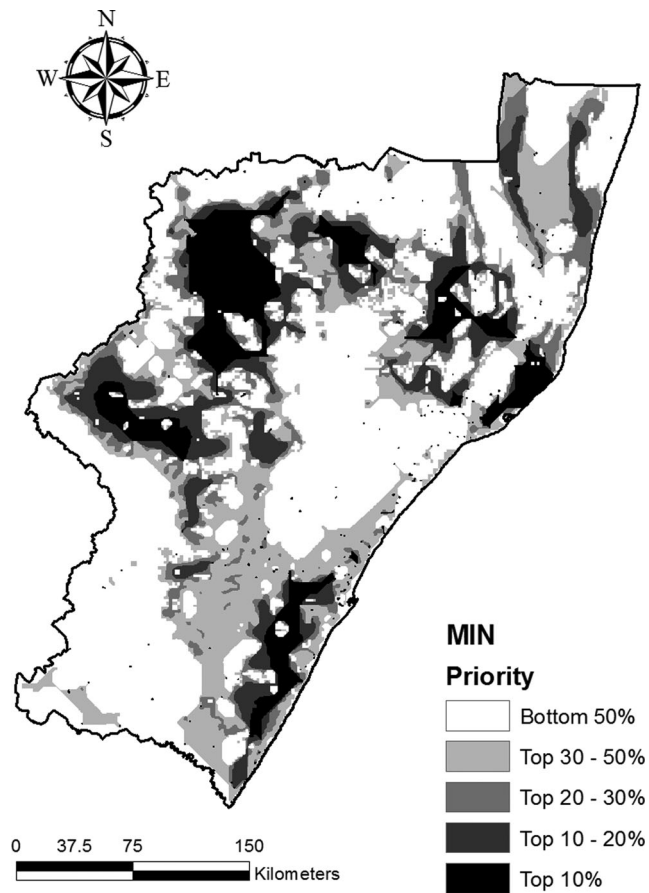 N
W E
S
MIN
Priority
Bottom 50%
Top 30 - 50%
Top 20 - 30%
Top 10 - 20%
Top 10%
0 37.5 75 150
Kilometers